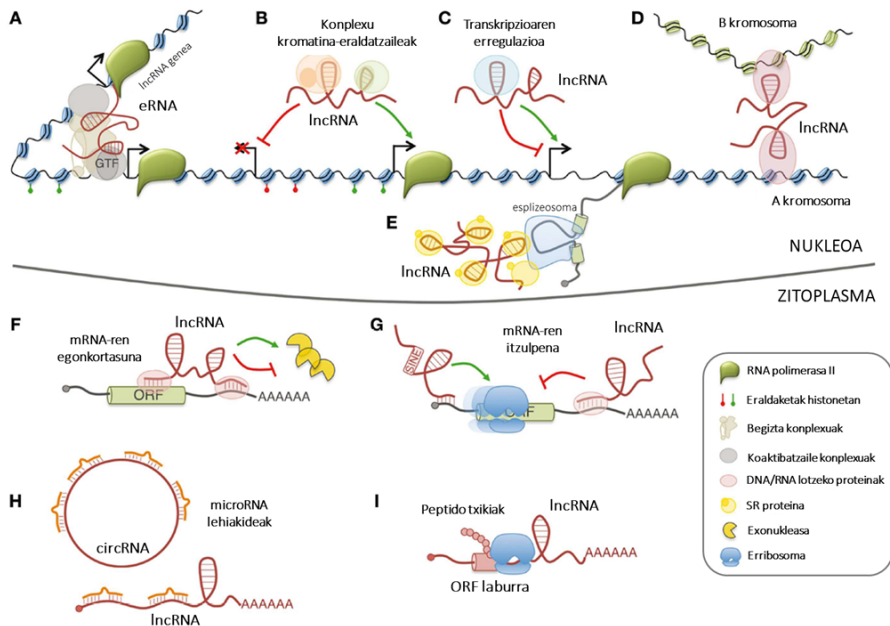 A
lncRNA genea
eRNA
GTF
B
Konplexu
kromatina-eraldatzaileak
lncRNA
C
Transkripzioaren
erregulazioa
lncRNA
D
B kromosoma
lncRNA
A kromosoma
E
esplizeosoma
lncRNA
NUKLEOA
ZITOPLASMA
F
lncRNA
mRNA-ren
egonkortasuna
ORF
AAAAAA
G
mRNA-ren
itzulpena
lncRNA
SINE
ORF
AAAAAA
RNA polimerasa II
Eraldaketak histonetan
Begizta konplexuak
Koaktibatzaile konplexuak
DNA/RNA lotzeko proteinak
SR proteina
Exonukleasa
Erribosoma
H
circRNA
microRNA
lehiakideak
lncRNA
AAAAAA
I
Peptido txikiak
lncRNA
AAAAAA
ORF laburra